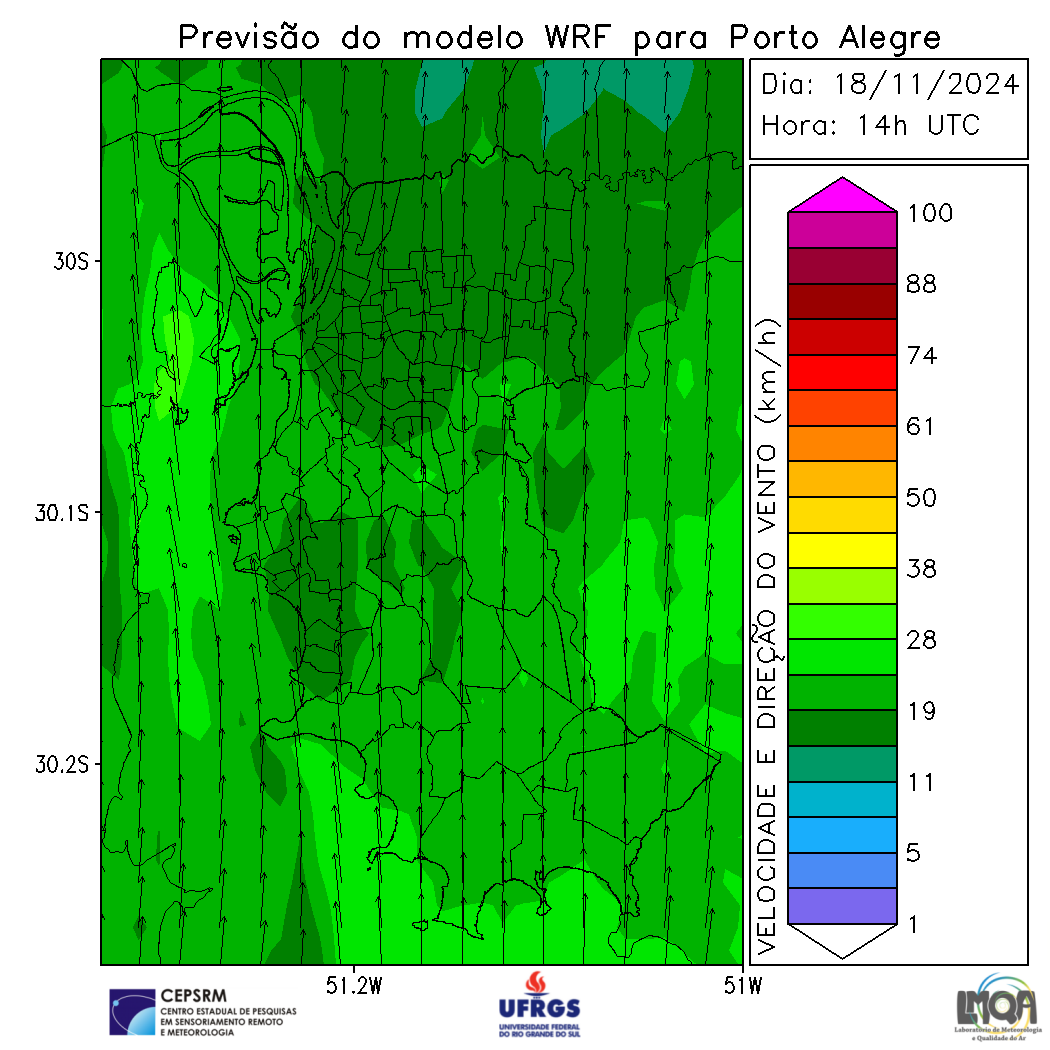 Previsão do modelo WRF para Porto Alegre
Dia: 18/11/2024
Hora: 14h UTC
30S
30.1S
30.2S
51.2W
51W
VELOCIDADE E DIREÇÃO DO VENTO (km/h)
100
88
74
61
50
38
28
19
11
5
1
CEPSRM
CENTRO ESTADUAL DE PESQUISAS
EM SENSORIAMENTO REMOTO
E METEOROLOGIA
UFRGS
UNIVERSIDADE FEDERAL
DO RIO GRANDE DO SUL
LMQA
Laboratório de Meteorologia
e Qualidade do Ar